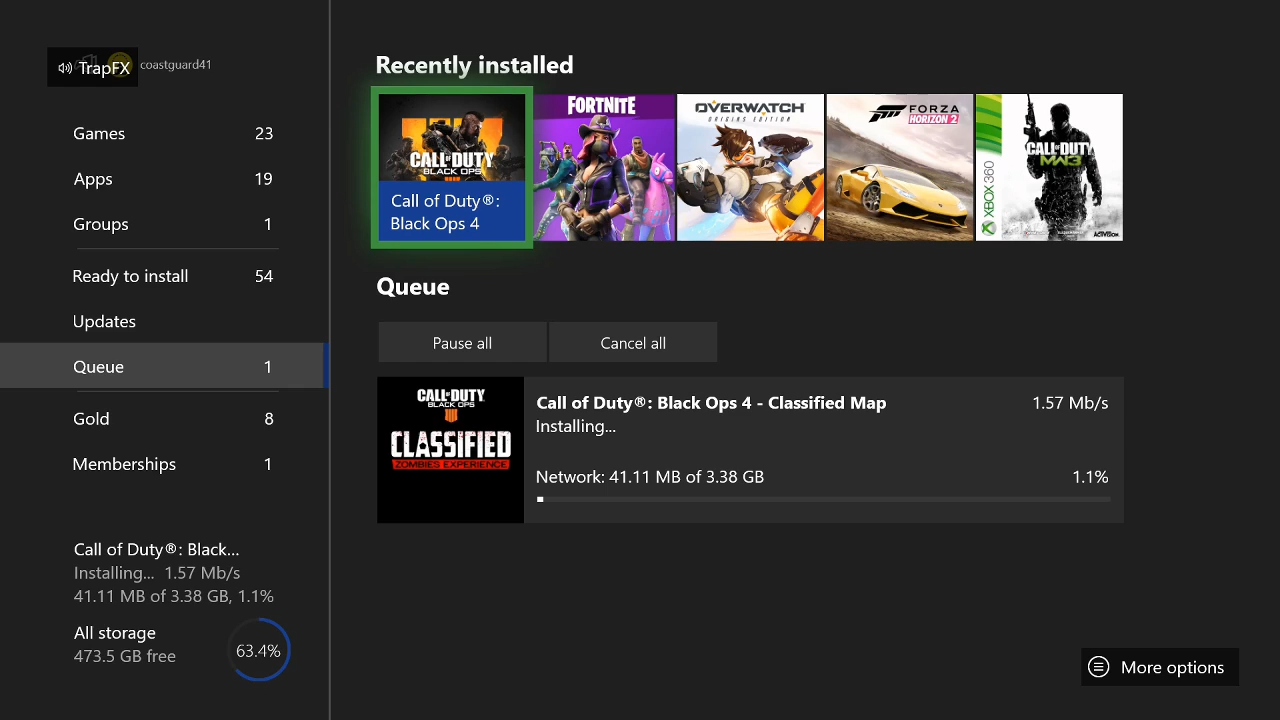 TrapFX
coastguard41
Games 23
Apps 19
Groups 1
Ready to install 54
Updates
Queue 1
Gold 8
Memberships 1
Call of Duty®: Black...
Installing... 1.57 Mb/s
41.11 MB of 3.38 GB, 1.1%
All storage
473.5 GB free
63.4%
Recently installed
CALL OF DUTY
BLACK OPS
IIII
Call of Duty®:
Black Ops 4
FORTNITE
OVERWATCH
ORIGINS EDITION
FORZA
HORIZON 2
XBOX 360
CALL OF DUTY
MW3
ACTIVISION
Queue
Pause all
Cancel all
CALL OF DUTY
BLACK OPS
IIII
CLASSIFIED
ZOMBIES EXPERIENCE
Call of Duty®: Black Ops 4 - Classified Map 1.57 Mb/s
Installing...
Network: 41.11 MB of 3.38 GB 1.1%
More options